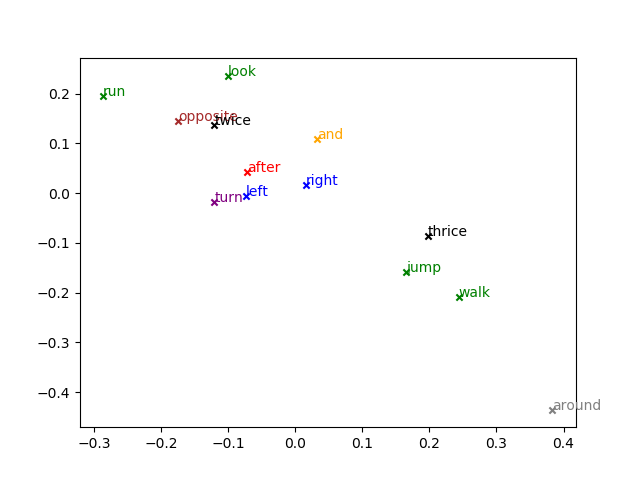 look
run
opposite
twice
and
after
right
left
turn
thrice
jump
walk
around
0.2
0.1
0.0
−0.1
−0.2
−0.3
−0.4
−0.3 −0.2 −0.1 0.0 0.1 0.2 0.3 0.4